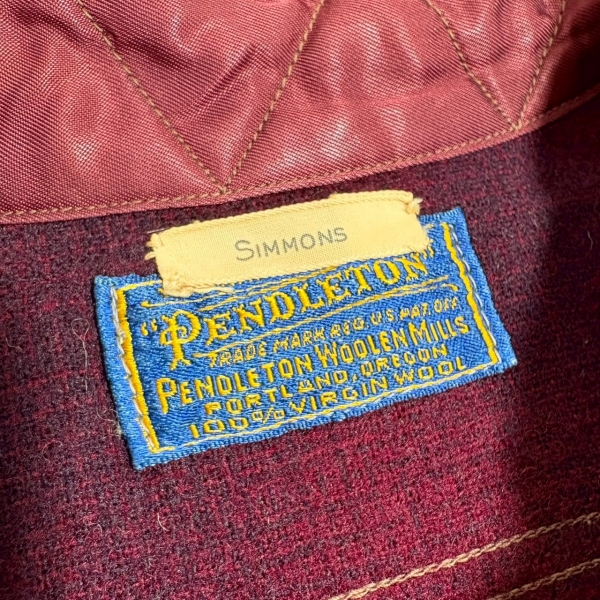 SIMMONS
"PENDLETON"
TRADE MARK REG. U.S. PAT. OFF.
PENDLETON WOOLEN MILLS
PORTLAND, OREGON
100% VIRGIN WOOL